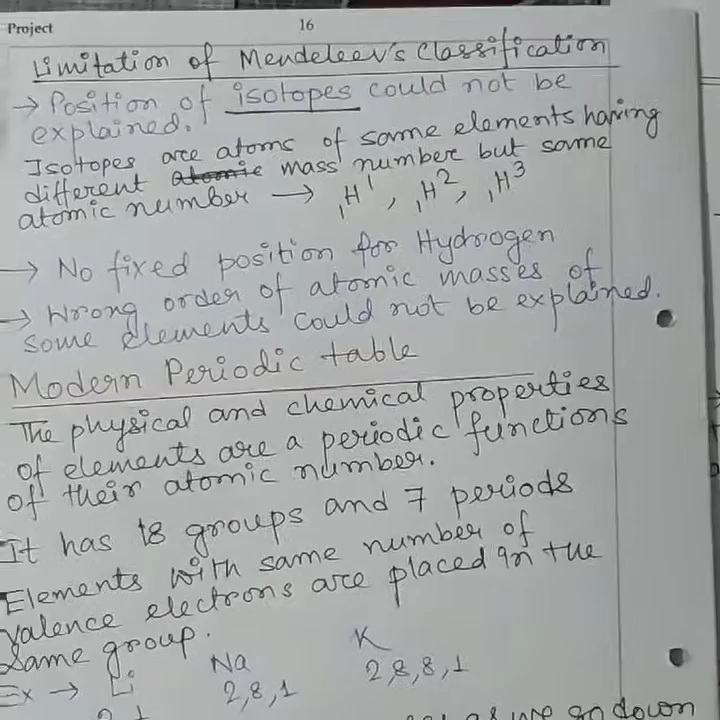 Project
16
Limitation of Mendeleev's Classification
→ Position of isotopes could not be
explained.
Isotopes are atoms of same elements having
different atomic mass number but same
atomic number → ₁H¹, ₁H², ₁H³
→ No fixed position for Hydrogen
→ Wrong order of atomic masses of
some elements could not be explained.
Modern Periodic table
The physical and chemical properties
of elements are a periodic functions
of their atomic number.
It has 18 groups and 7 periods
Elements with same number of
valence electrons are placed in the
same group.
Ex → Li Na K
2,8,1 2,8,8,1
as we go down